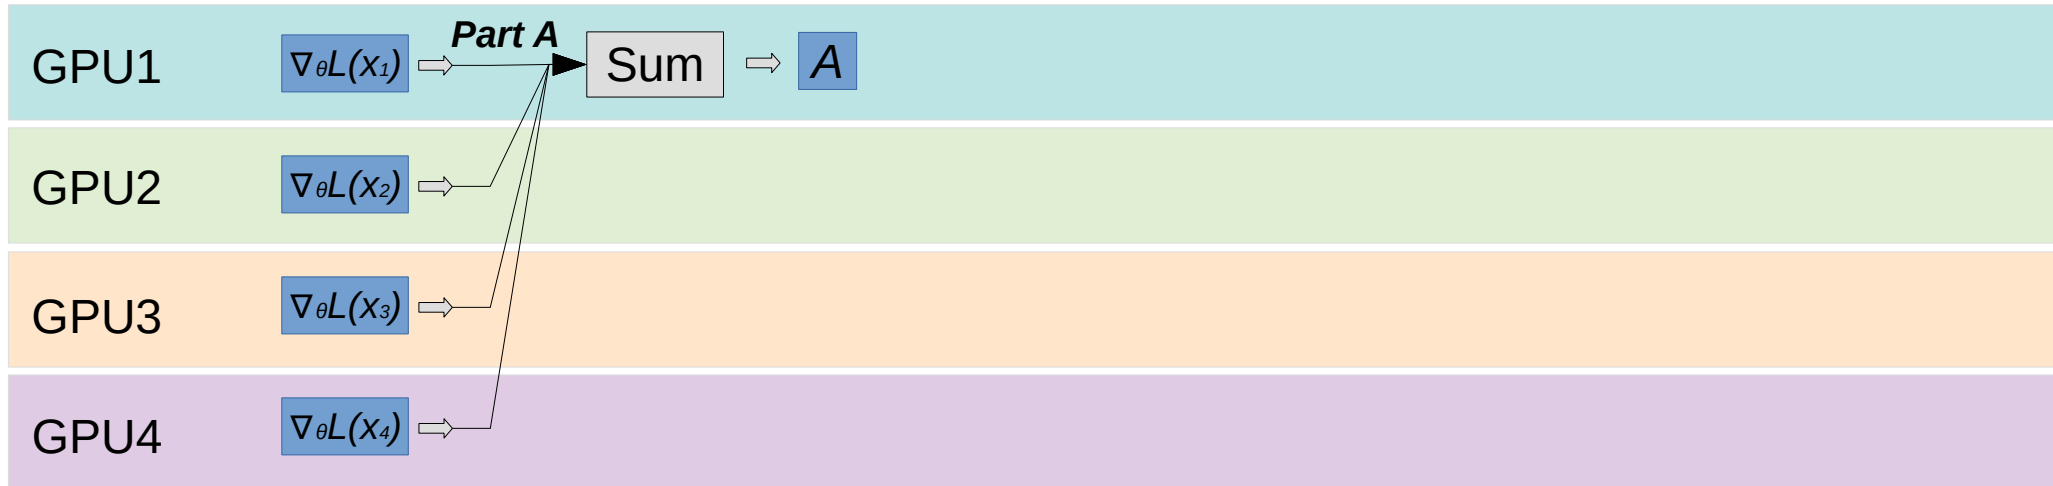 Part A
GPU1 ∇θL(x1) Sum A
GPU2 ∇θL(x2)
GPU3 ∇θL(x3)
GPU4 ∇θL(x4)